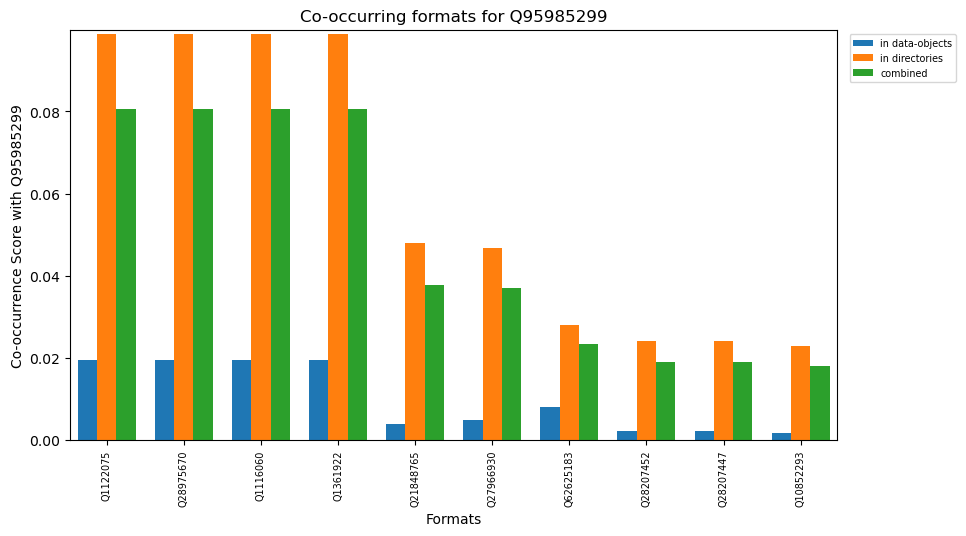 Co-occurring formats for Q95985299
in data-objects
in directories
combined
Co-occurrence Score with Q95985299
0.08
0.06
0.04
0.02
0.00
Q1122075
Q28975670
Q1116060
Q1361922
Q21848765
Q27966930
Q62625183
Q28207452
Q28207447
Q10852293
Formats